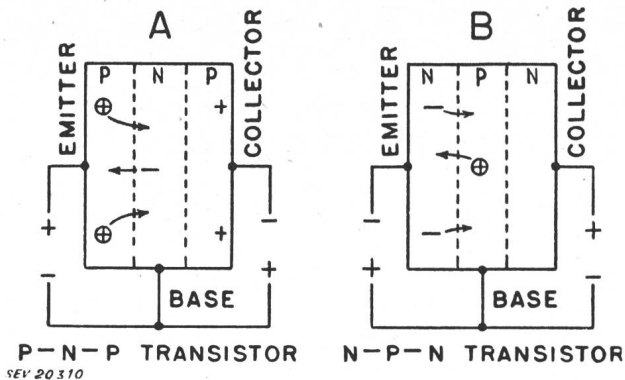 A
EMITTER
P N P
COLLECTOR
⊕ +
−
⊕ +
+ −
− +
BASE
P-N-P TRANSISTOR
SEV 20310
B
EMITTER
N P N
COLLECTOR
−
⊕
−
− +
+ −
BASE
N-P-N TRANSISTOR